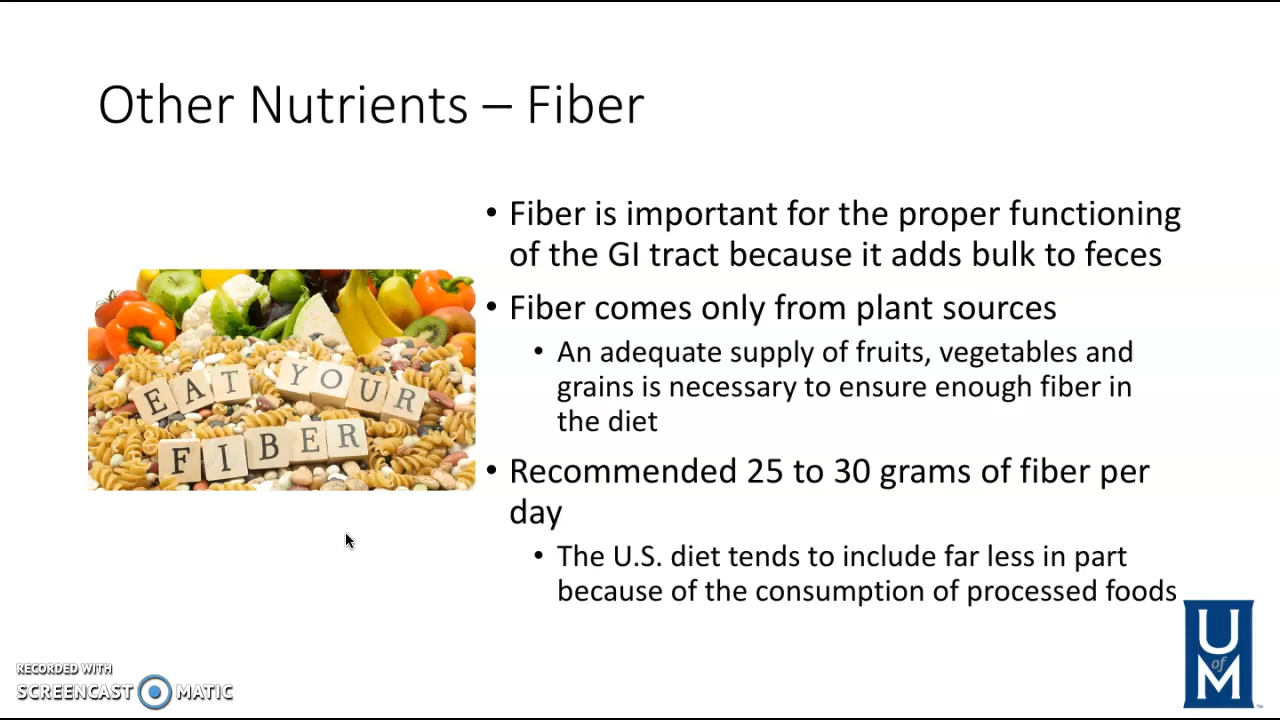 Other Nutrients – Fiber
• Fiber is important for the proper functioning
of the GI tract because it adds bulk to feces
• Fiber comes only from plant sources
• An adequate supply of fruits, vegetables and
grains is necessary to ensure enough fiber in
the diet
• Recommended 25 to 30 grams of fiber per
day
• The U.S. diet tends to include far less in part
because of the consumption of processed foods
EAT YOUR
FIBER
RECORDED WITH
SCREENCAST MATIC
U
of
M
TM